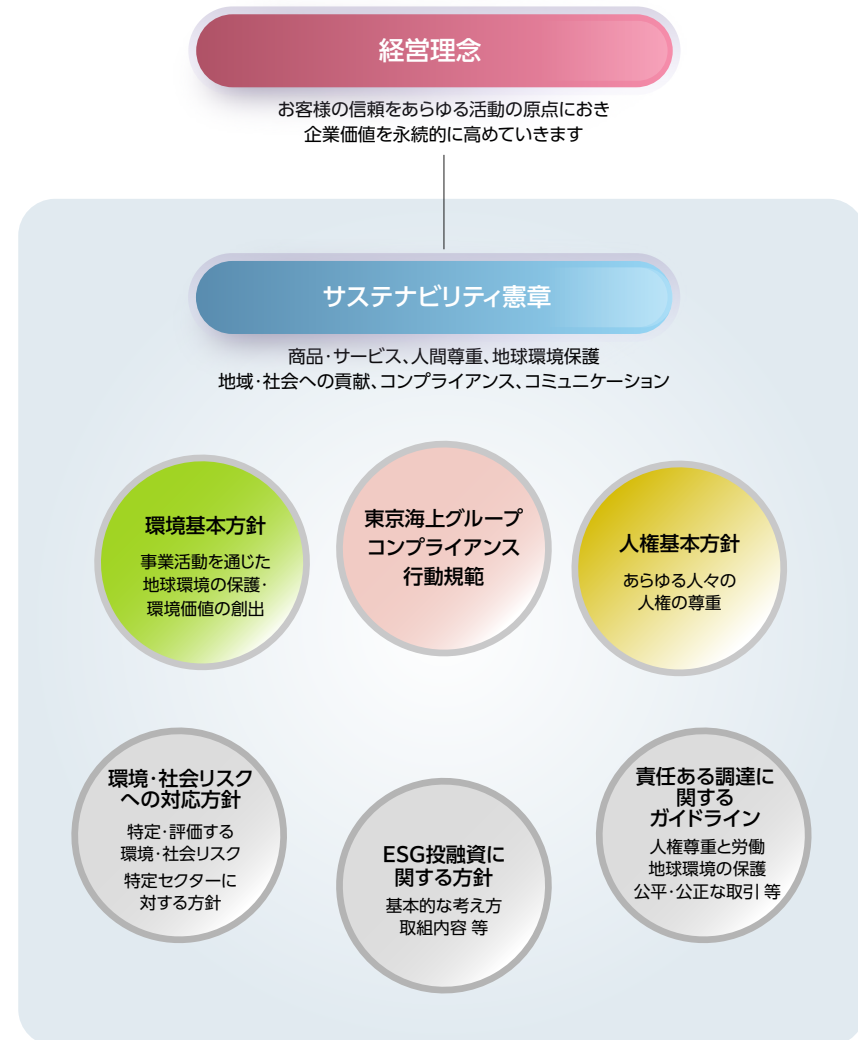 経営理念
お客様の信頼をあらゆる活動の原点におき
企業価値を永続的に高めていきます
サステナビリティ憲章
商品・サービス、人間尊重、地球環境保護
地域・社会への貢献、コンプライアンス、コミュニケーション
環境基本方針
事業活動を通じた
地球環境の保護・
環境価値の創出
東京海上グループ
コンプライアンス
行動規範
人権基本方針
あらゆる人々の
人権の尊重
環境・社会リスク
への対応方針
特定・評価する
環境・社会リスク
特定セクターに
対する方針
ESG投融資に
関する方針
基本的な考え方
取組内容 等
責任ある調達に
関する
ガイドライン
人権尊重と労働
地球環境の保護
公平・公正な取引 等